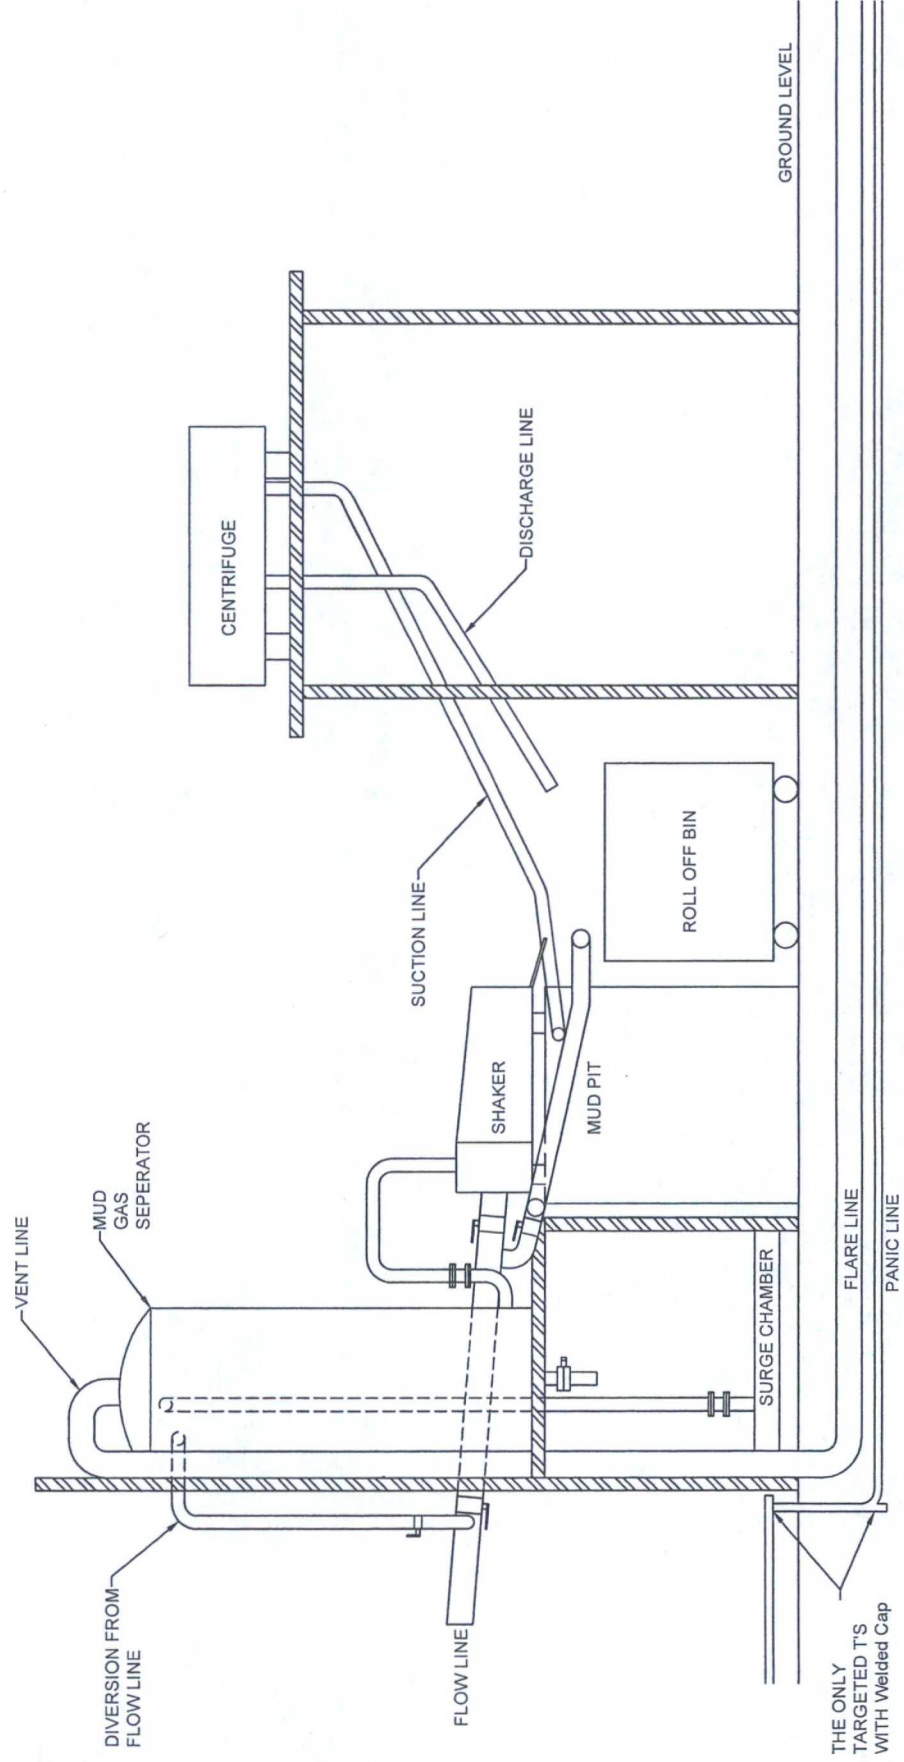 VENT LINE
MUD
GAS
SEPERATOR
DIVERSION FROM
FLOW LINE
CENTRIFUGE
SUCTION LINE
DISCHARGE LINE
SHAKER
FLOW LINE
MUD PIT
ROLL OFF BIN
SURGE CHAMBER
GROUND LEVEL
FLARE LINE
PANIC LINE
THE ONLY
TARGETED T'S
WITH Welded Cap